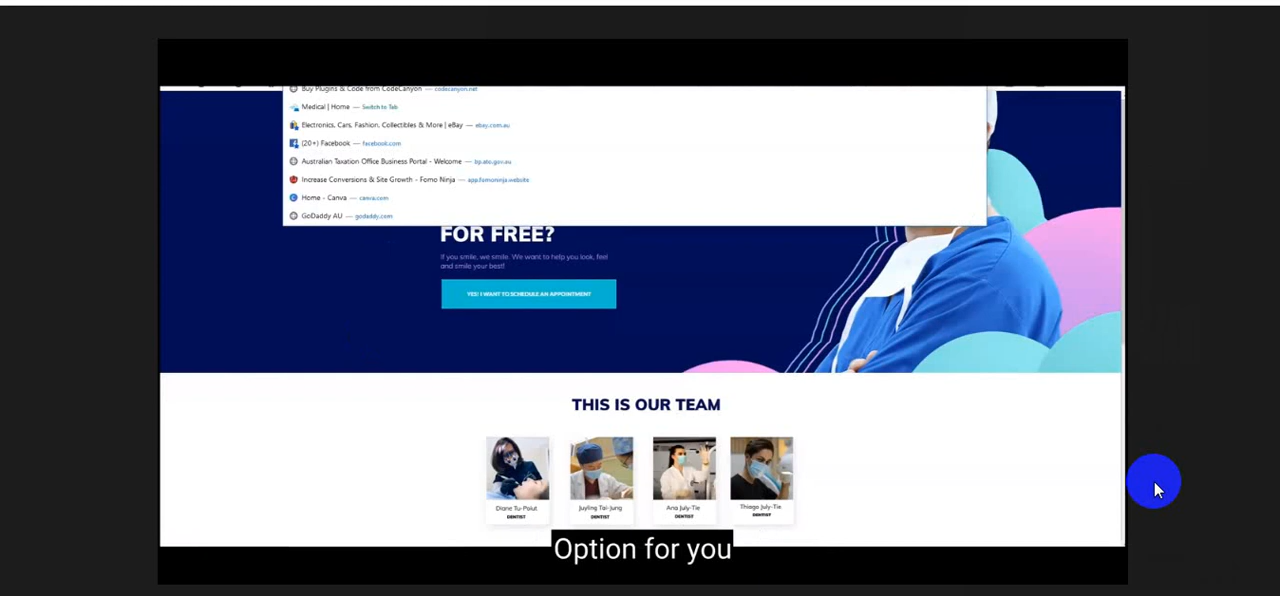 Buy Plugins & Code from CodeCanyon — codecanyon.net
Medical | Home — Switch to Tab
Electronics, Cars, Fashion, Collectibles & More | eBay — ebay.com.au
(20+) Facebook — facebook.com
Australian Taxation Office Business Portal - Welcome — bp.ato.gov.au
Increase Conversions & Site Growth - Fomo Ninja — app.fomoninja.website
Home - Canva — canva.com
GoDaddy AU — godaddy.com
FOR FREE?
If you smile, we smile. We want to help you look, feel
and smile your best!
YES! I WANT TO SCHEDULE AN APPOINTMENT
THIS IS OUR TEAM
Diane Tu-Polut Juyling Tai-Jung Ana July-Tie Thiago July-Tie
DENTIST DENTIST DENTIST DENTIST
Option for you